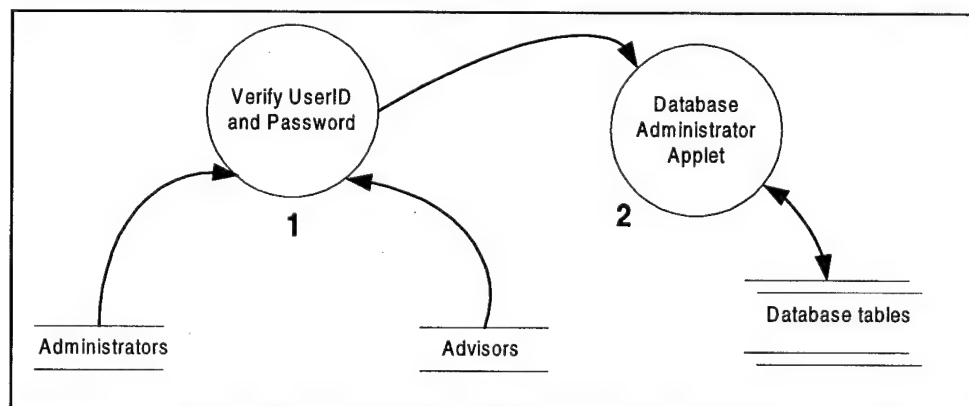 Verify UserID
and Password
1
Database
Administrator
Applet
2
Administrators
Advisors
Database tables